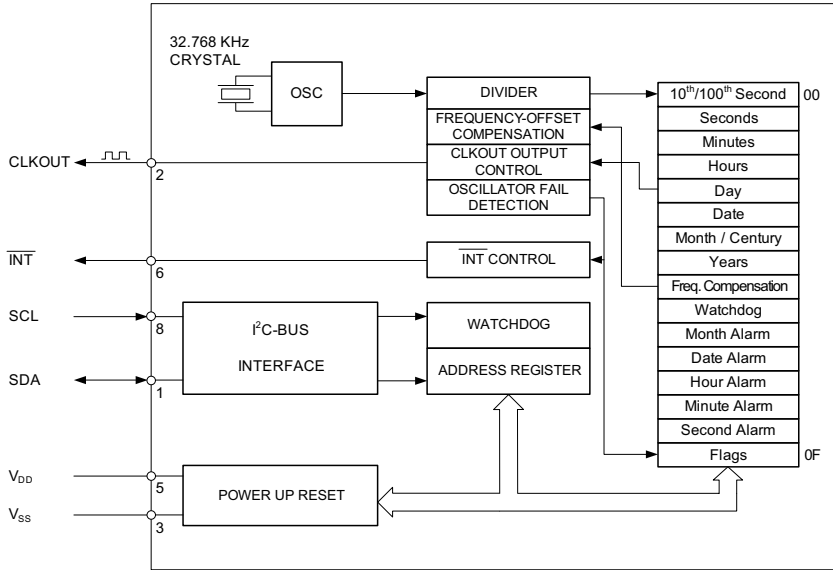 32.768 KHz
CRYSTAL
OSC
DIVIDER
FREQUENCY-OFFSET
COMPENSATION
CLKOUT OUTPUT
CONTROL
OSCILLATOR FAIL
DETECTION
CLKOUT
2
INT
6
INT CONTROL
SCL
8
SDA
1
I²C-BUS
INTERFACE
WATCHDOG
ADDRESS REGISTER
VDD
5
VSS
3
POWER UP RESET
10th/100th Second
00
Seconds
Minutes
Hours
Day
Date
Month / Century
Years
Freq. Compensation
Watchdog
Month Alarm
Date Alarm
Hour Alarm
Minute Alarm
Second Alarm
Flags
0F